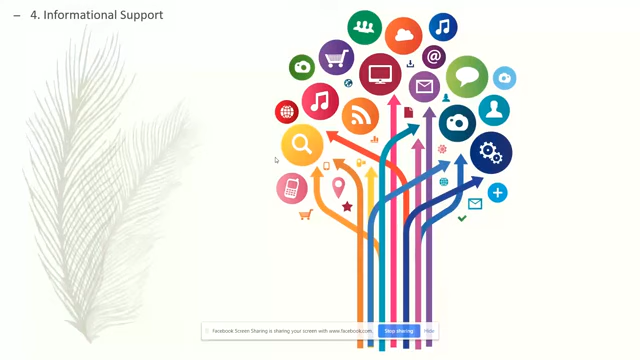 – 4. Informational Support
@
Facebook Screen Sharing is sharing your screen with www.facebook.com. Stop sharing Hide